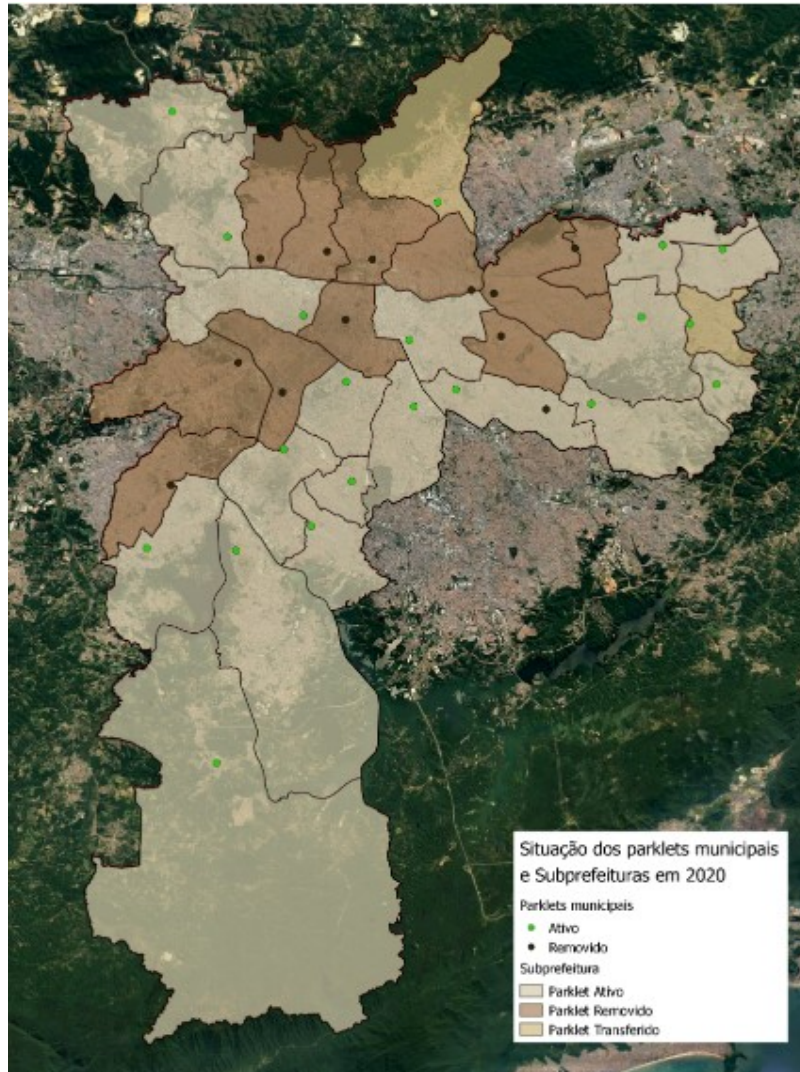 Situação dos parklets municipais
e Subprefeituras em 2020
Parklets municipais
Ativo
Removido
Subprefeitura
Parklet Ativo
Parklet Removido
Parklet Transferido